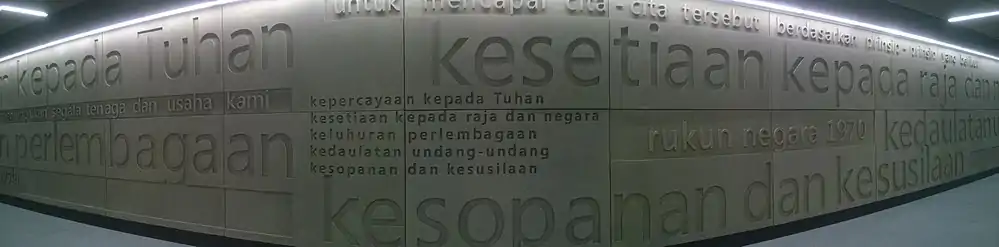 untuk mencapai cita-cita tersebut berdasarkan prinsip-prinsip yang berikut
kepada Tuhan
kesetiaan kepada raja dan
segala tenaga dan usaha kami
kepercayaan kepada Tuhan
kesetiaan kepada raja dan negara
keluhuran perlembagaan
kedaulatan undang-undang
kesopanan dan kesusilaan
perlembagaan
rukun negara 1970
kedaulatan
kesopanan dan kesusilaan